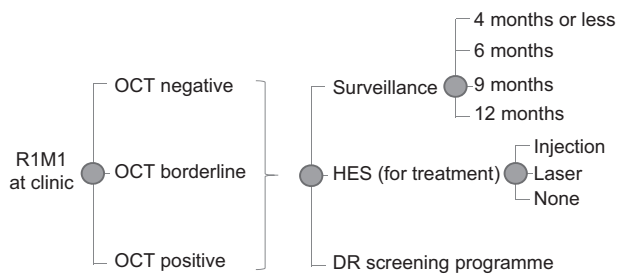 R1M1
at clinic
OCT negative
OCT borderline
OCT positive
Surveillance
HES (for treatment)
DR screening programme
4 months or less
6 months
9 months
12 months
Injection
Laser
None